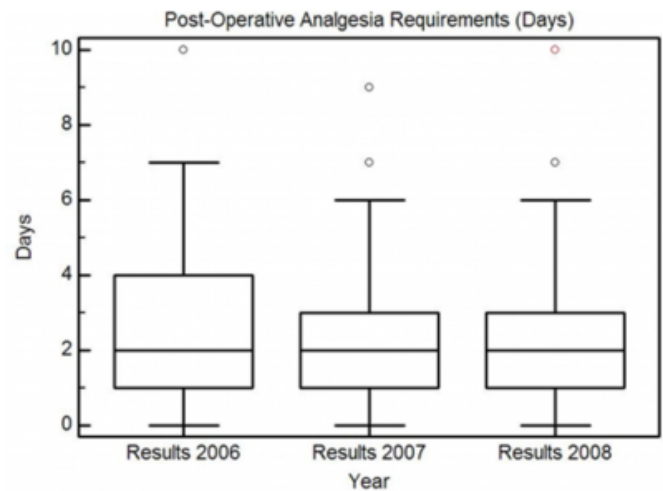 Post-Operative Analgesia Requirements (Days)
10
8
6
4
2
0
Days
Results 2006 Results 2007 Results 2008
Year